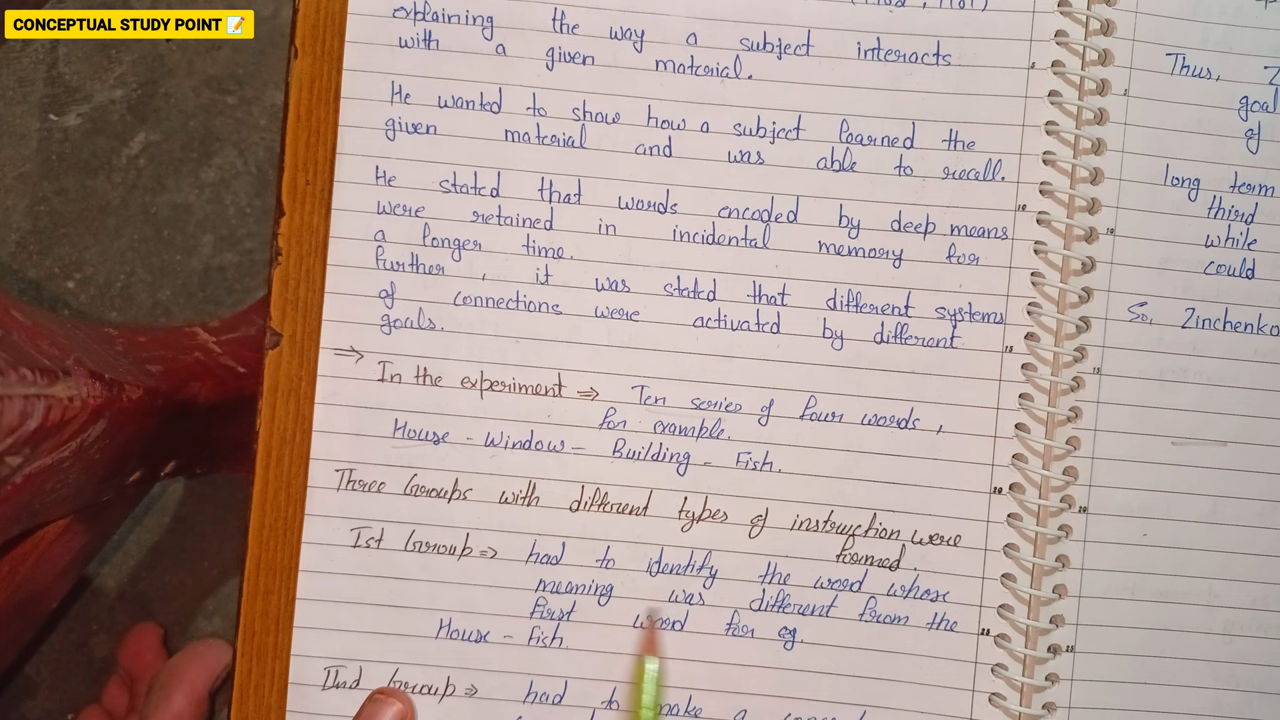 CONCEPTUAL STUDY POINT
explaining the way a subject interacts
with a given material.
He wanted to show how a subject learned the
given material and was able to recall.
He stated that words encoded by deep means
were retained in incidental memory for
a longer time.
further, it was stated that different systems
of connections were activated by different
goals.
⇒ In the experiment ⇒ Ten series of four words,
for example.
House - Window - Building - Fish.
Three Groups with different types of instruction were
formed.
Ist Group ⇒ had to identify the word whose
meaning was different from the
first word for eg.
House - Fish.
IInd Group ⇒ had to make a
Thus,
goal
of
long term
third
while
could
So, Zinchenko